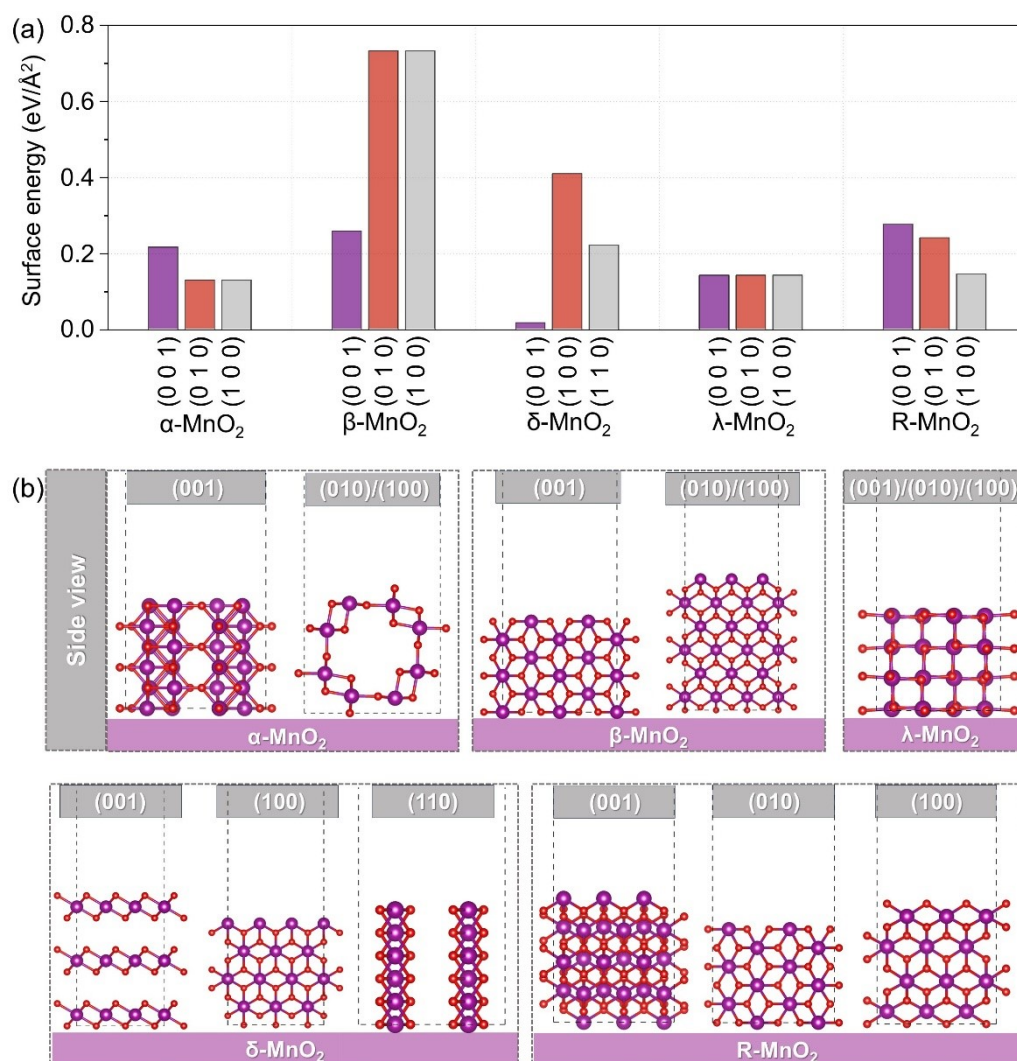 (a)
Surface energy (eV/Å²)
0.8
0.6
0.4
0.2
0.0
(0 0 1) (0 1 0) (1 0 0) (0 0 1) (0 1 0) (1 0 0) (0 0 1) (1 0 0) (1 1 0) (0 0 1) (0 1 0) (1 0 0) (0 0 1) (0 1 0) (1 0 0)
α-MnO₂ β-MnO₂ δ-MnO₂ λ-MnO₂ R-MnO₂
(b)
Side view
(001) (010)/(100) (001) (010)/(100) (001)/(010)/(100)
α-MnO₂ β-MnO₂ λ-MnO₂
(001) (100) (110) (001) (010) (100)
δ-MnO₂ R-MnO₂